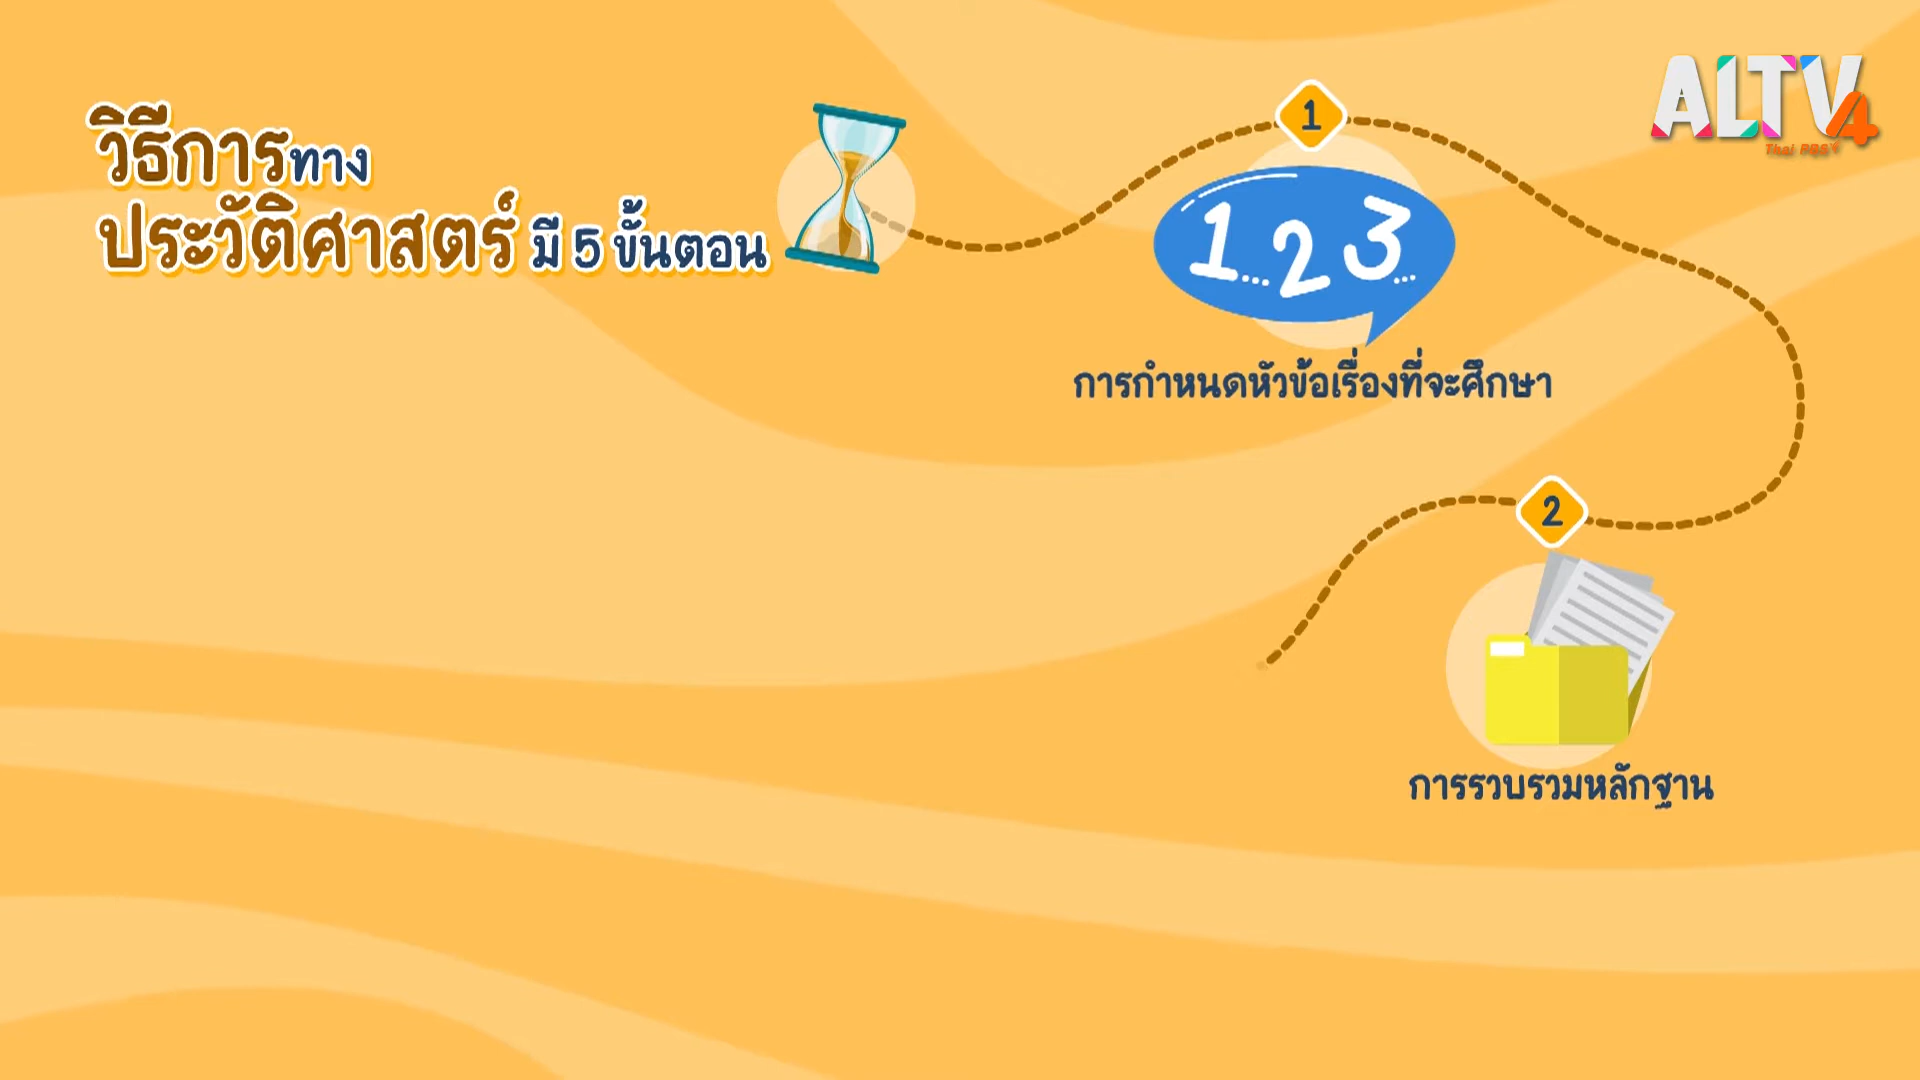 วิธีการทาง
ประวัติศาสตร์ มี 5 ขั้นตอน
ALTV4
Thai PBS
1
1...2 3...
การกำหนดหัวข้อเรื่องที่จะศึกษา
2
การรวบรวมหลักฐาน